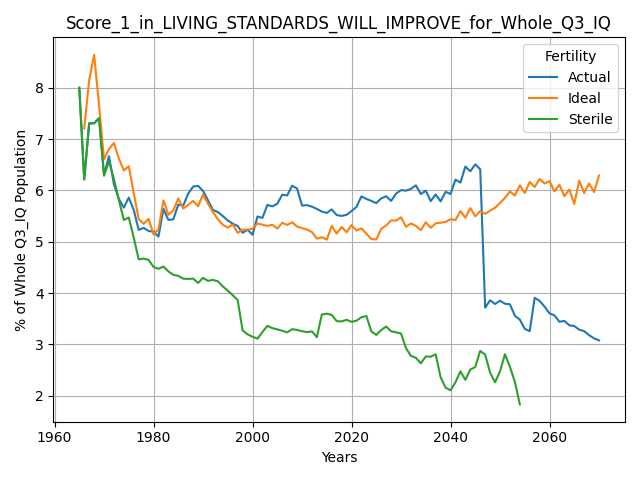 Score_1_in_LIVING_STANDARDS_WILL_IMPROVE_for_Whole_Q3_IQ
Fertility
Actual
Ideal
Sterile
% of Whole Q3_IQ Population
8
7
6
5
4
3
2
1960
1980
2000
2020
2040
2060
Years